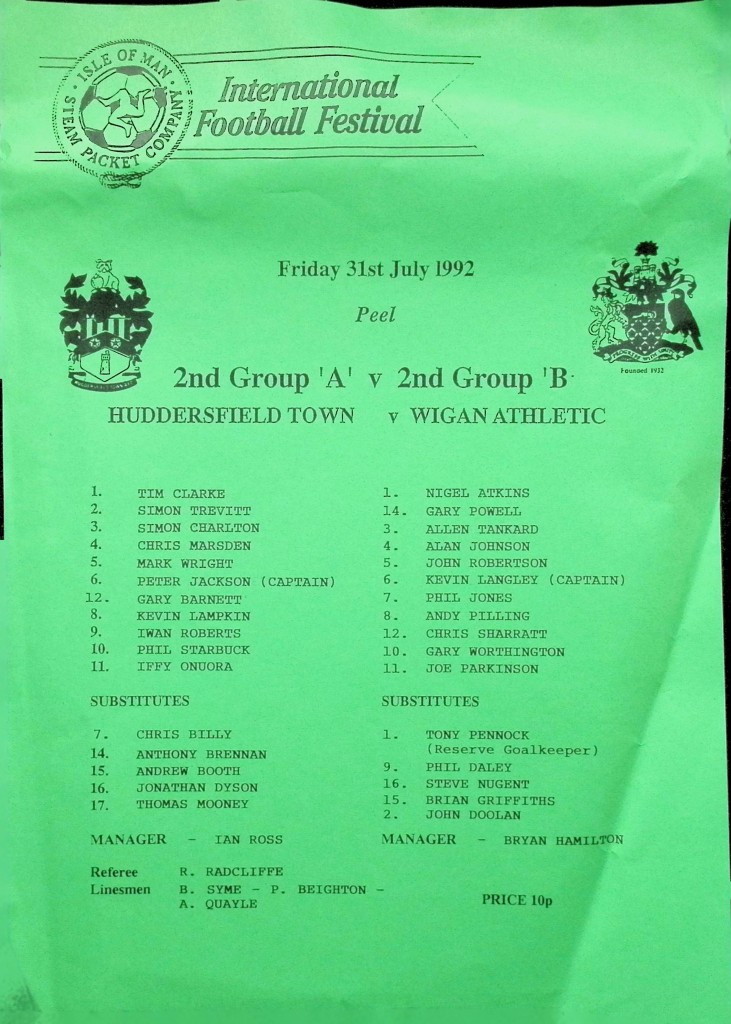 ISLE OF MAN
STEAM PACKET COMPANY
International
Football Festival
Friday 31st July 1992
Peel
Founded 1932
2nd Group 'A' v 2nd Group 'B'
HUDDERSFIELD TOWN v WIGAN ATHLETIC
1. TIM CLARKE
2. SIMON TREVITT
3. SIMON CHARLTON
4. CHRIS MARSDEN
5. MARK WRIGHT
6. PETER JACKSON (CAPTAIN)
12. GARY BARNETT
8. KEVIN LAMPKIN
9. IWAN ROBERTS
10. PHIL STARBUCK
11. IFFY ONUORA
SUBSTITUTES
7. CHRIS BILLY
14. ANTHONY BRENNAN
15. ANDREW BOOTH
16. JONATHAN DYSON
17. THOMAS MOONEY
MANAGER - IAN ROSS
1. NIGEL ATKINS
14. GARY POWELL
3. ALLEN TANKARD
4. ALAN JOHNSON
5. JOHN ROBERTSON
6. KEVIN LANGLEY (CAPTAIN)
7. PHIL JONES
8. ANDY PILLING
12. CHRIS SHARRATT
10. GARY WORTHINGTON
11. JOE PARKINSON
SUBSTITUTES
1. TONY PENNOCK
(Reserve Goalkeeper)
9. PHIL DALEY
16. STEVE NUGENT
15. BRIAN GRIFFITHS
2. JOHN DOOLAN
MANAGER - BRYAN HAMILTON
Referee R. RADCLIFFE
Linesmen B. SYME - P. BEIGHTON -
A. QUAYLE
PRICE 10p